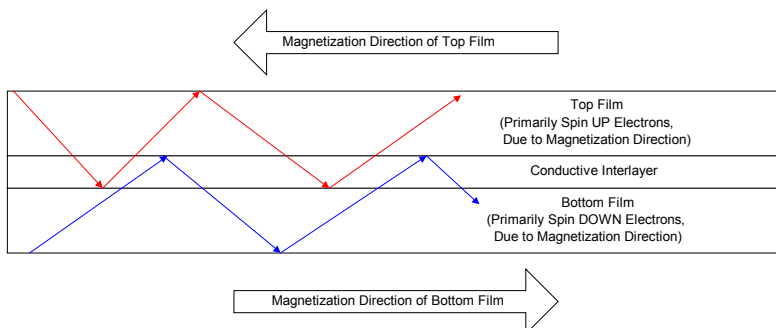 Magnetization Direction of Top Film
Top Film
(Primarily Spin UP Electrons,
Due to Magnetization Direction)
Conductive Interlayer
Bottom Film
(Primarily Spin DOWN Electrons,
Due to Magnetization Direction)
Magnetization Direction of Bottom Film